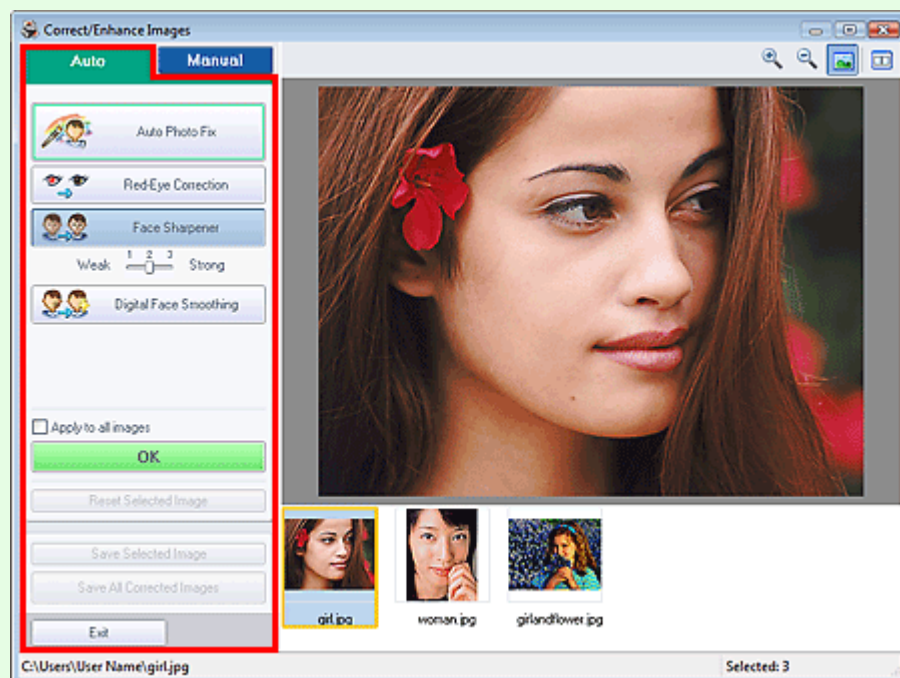 Correct/Enhance Images
Auto Manual
Auto Photo Fix
Red-Eye Correction
Face Sharpener
1 2 3
Weak Strong
Digital Face Smoothing
Apply to all images
OK
Reset Selected Image
Save Selected Image
Save All Corrected Images
Exit
girl.jpg woman.jpg girlandflower.jpg
C:\Users\User Name\girl.jpg Selected: 3